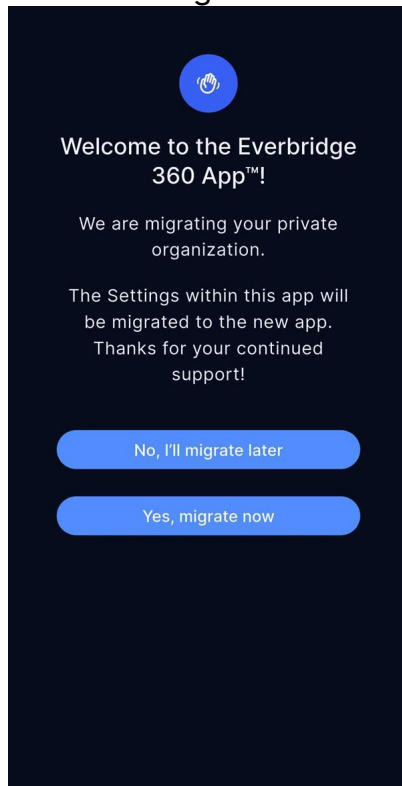 Welcome to the Everbridge
360 App™!
We are migrating your private
organization.
The Settings within this app will
be migrated to the new app.
Thanks for your continued
support!
No, I'll migrate later
Yes, migrate now